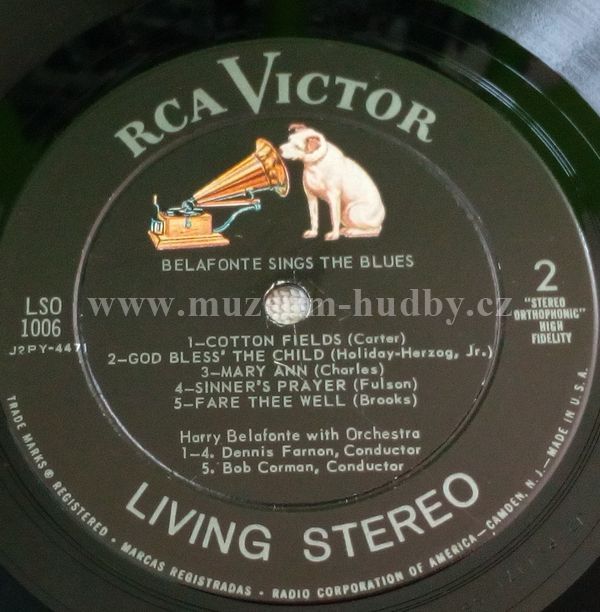 RCA VICTOR
BELAFONTE SINGS THE BLUES
LSO
1006
J2PY-447
2
"STEREO
ORTHOPHONIC"
HIGH
FIDELITY
www.muzeum-hudby.cz
1—COTTON FIELDS (Carter)
2—GOD BLESS' THE CHILD (Holiday-Herzog, Jr.)
3—MARY ANN (Charles)
4—SINNER'S PRAYER (Fulson)
5—FARE THEE WELL (Brooks)
Harry Belafonte with Orchestra
1-4. Dennis Farnon, Conductor
5. Bob Corman, Conductor
LIVING STEREO
TRADE MARKS ® REGISTERED • MARCAS REGISTRADAS • RADIO CORPORATION OF AMERICA—CAMDEN, N. J.—MADE IN U.S.A.